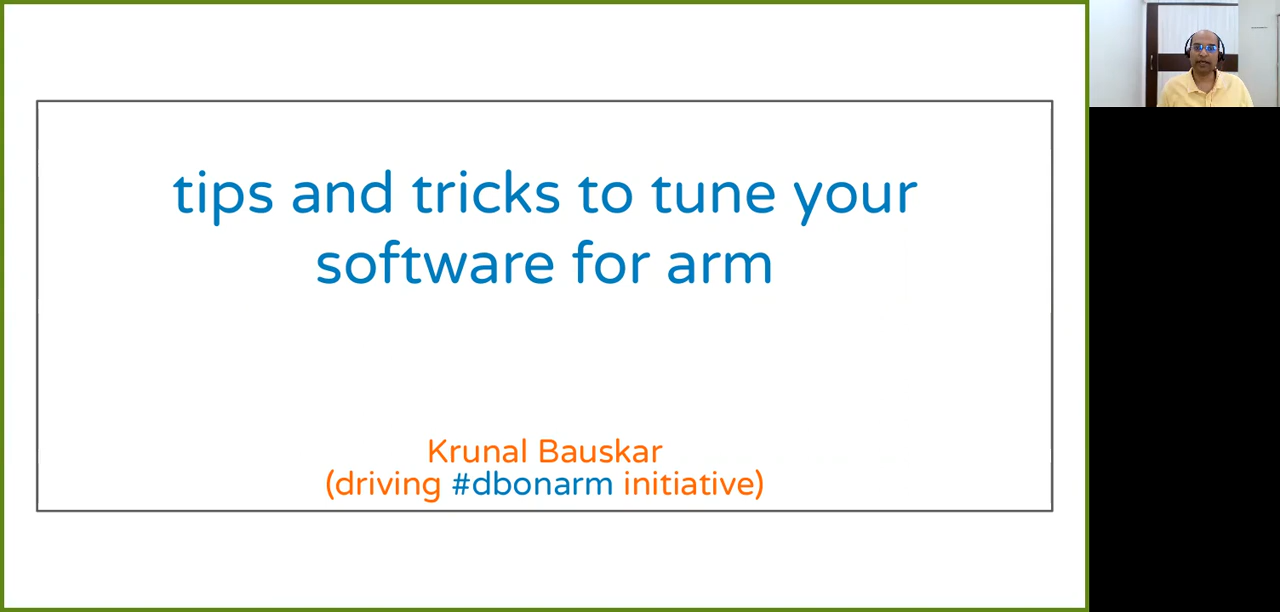 tips and tricks to tune your
software for arm
Krunal Bauskar
(driving #dbonarm initiative)